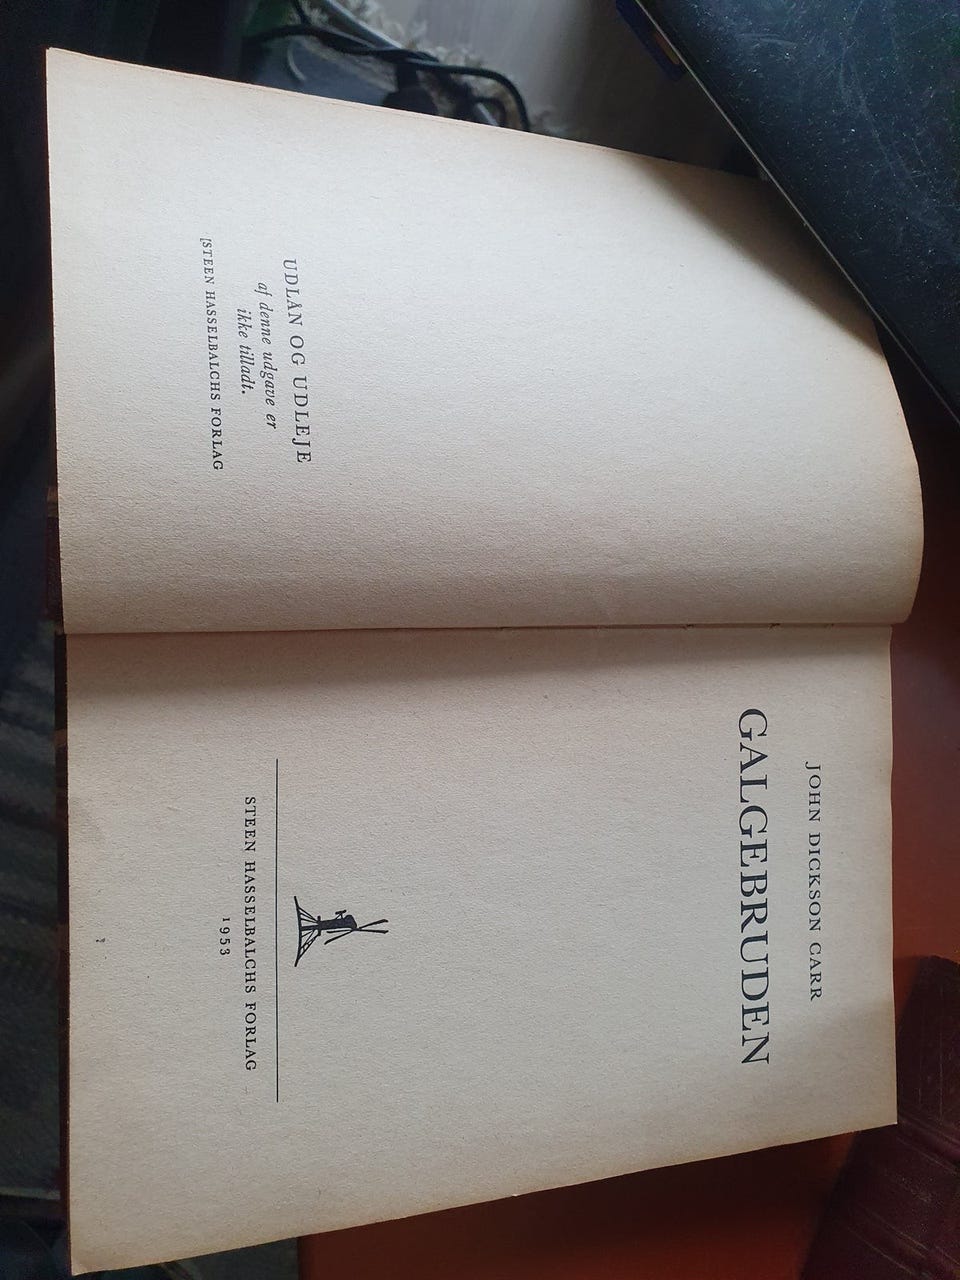 UDLÅN OG UDLEJE
af denne udgave er
ikke tilladt.
[STEEN HASSELBALCHS FORLAG
JOHN DICKSON CARR
GALGEBRUDEN
STEEN HASSELBALCHS FORLAG
1953